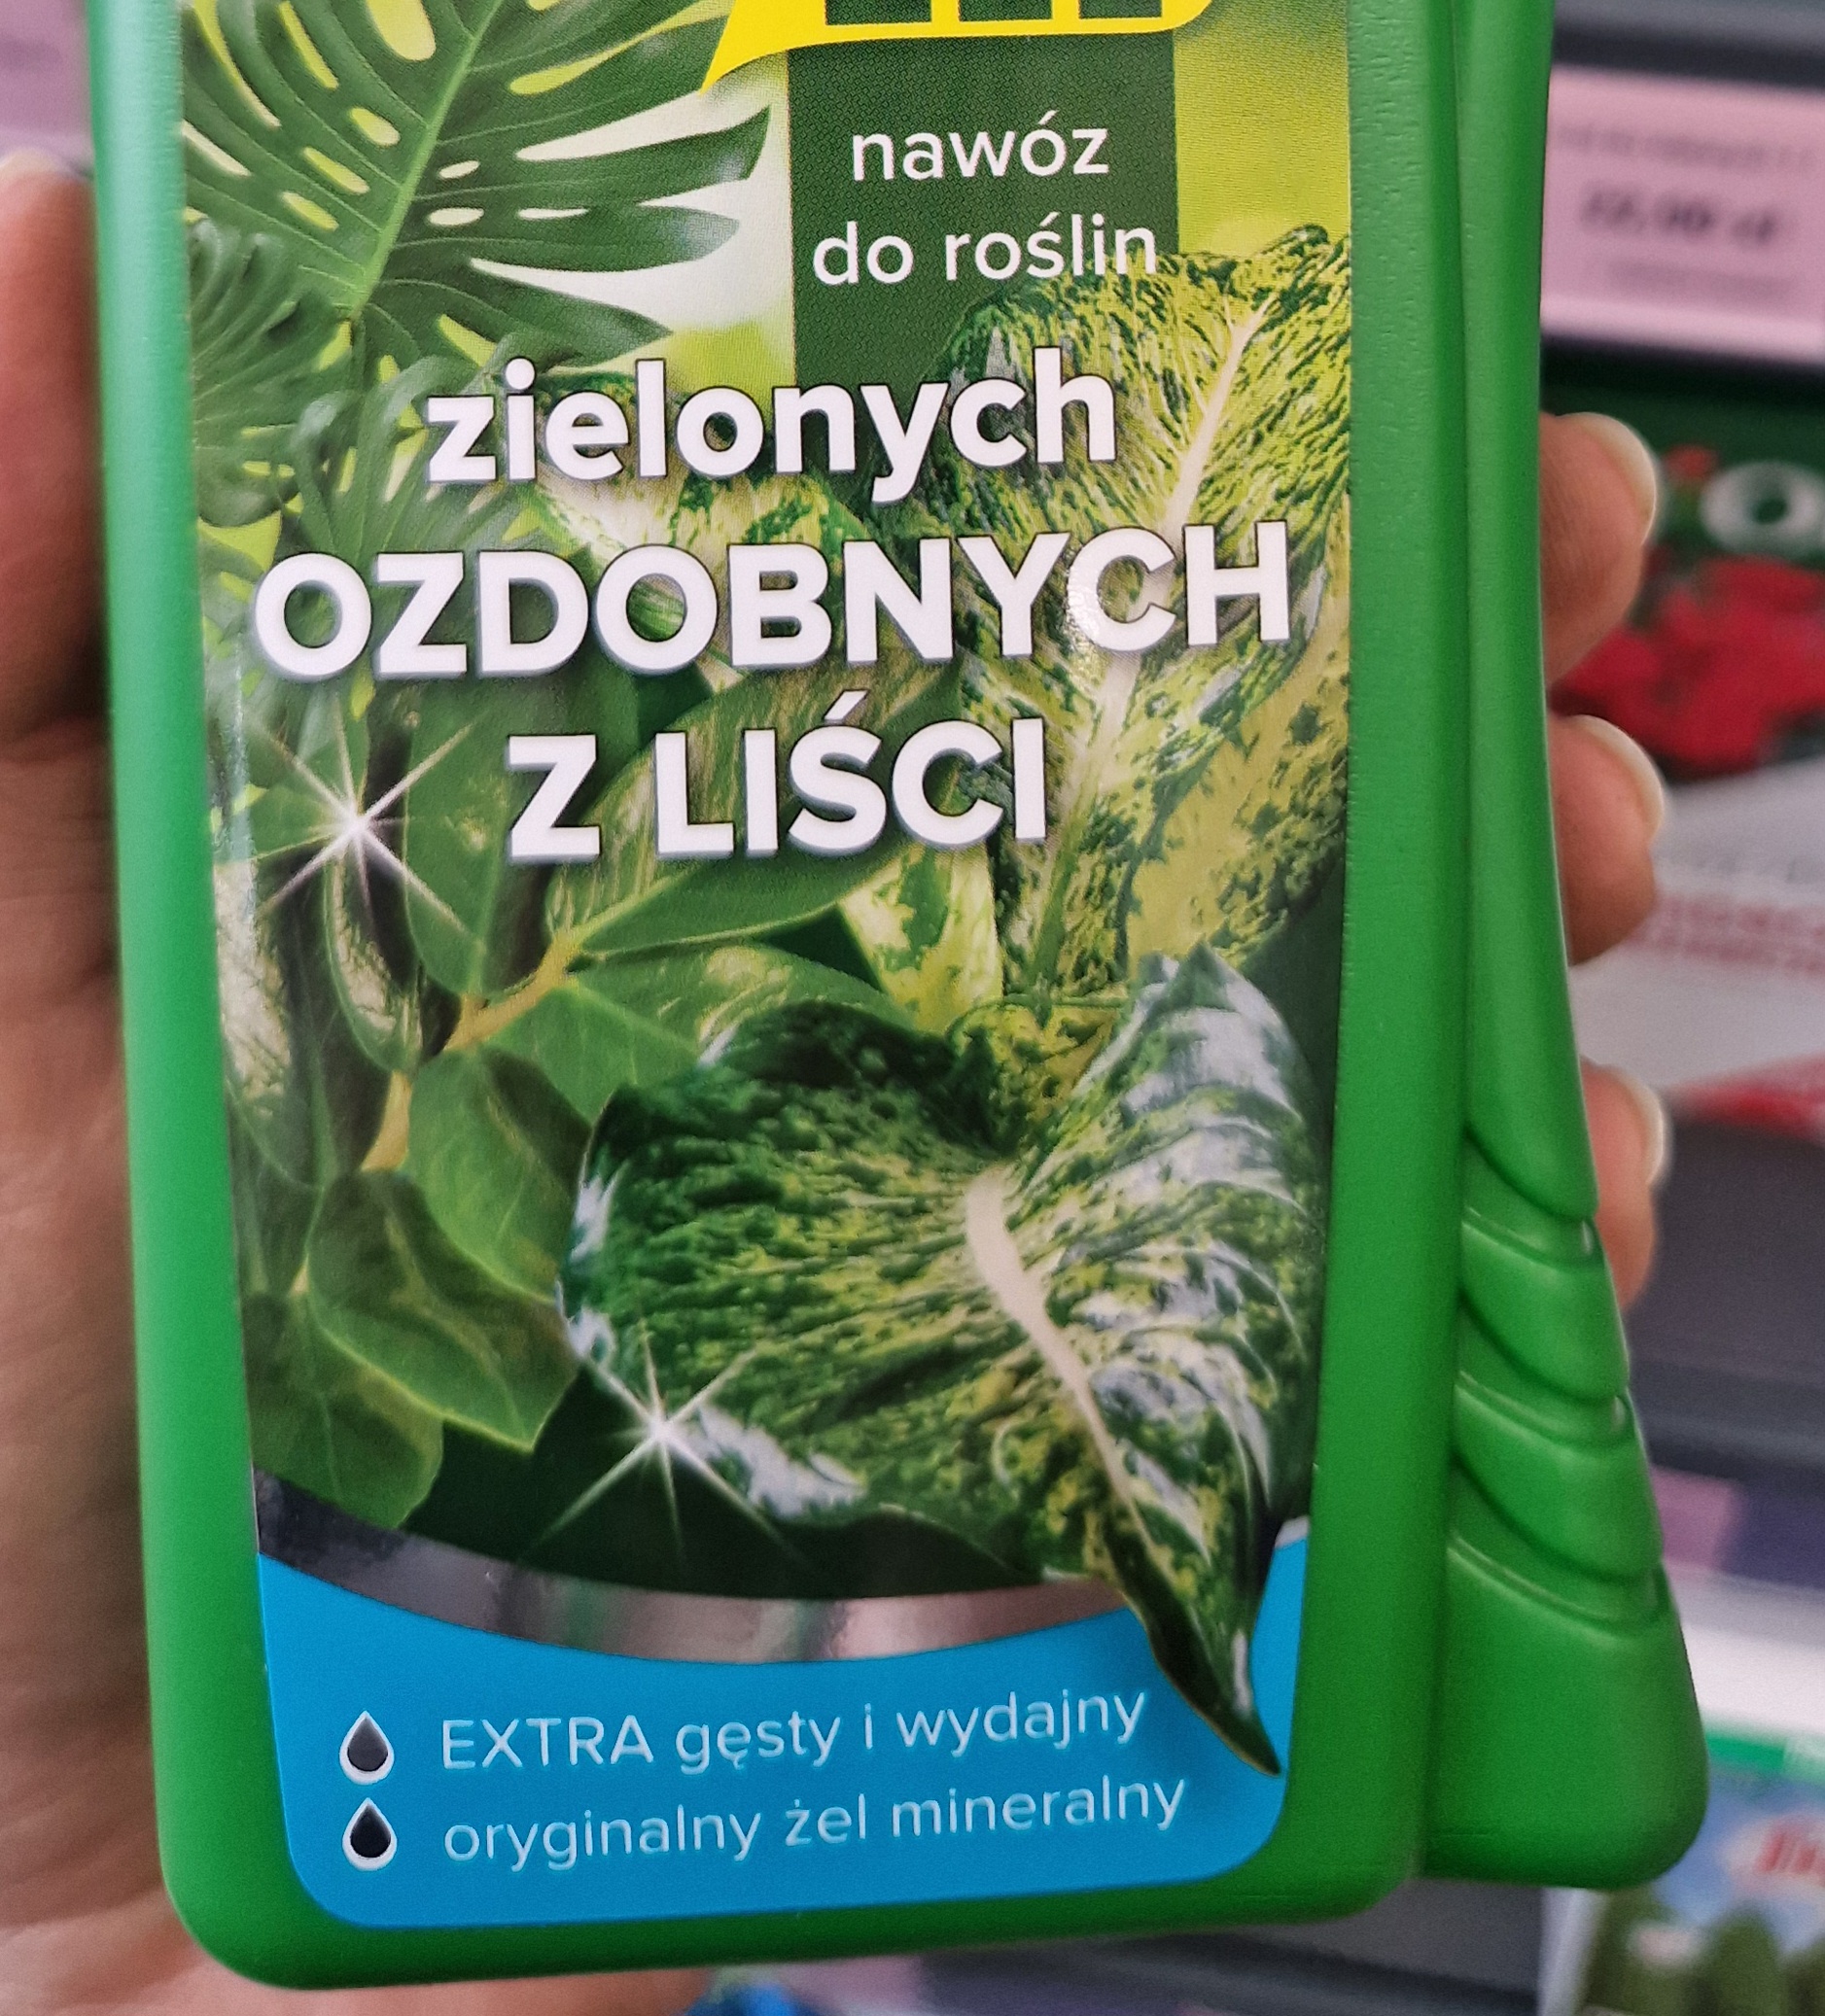 nawóz
do roślin
zielonych
OZDOBNYCH
Z LIŚCI
EXTRA gęsty i wydajny
oryginalny żel mineralny